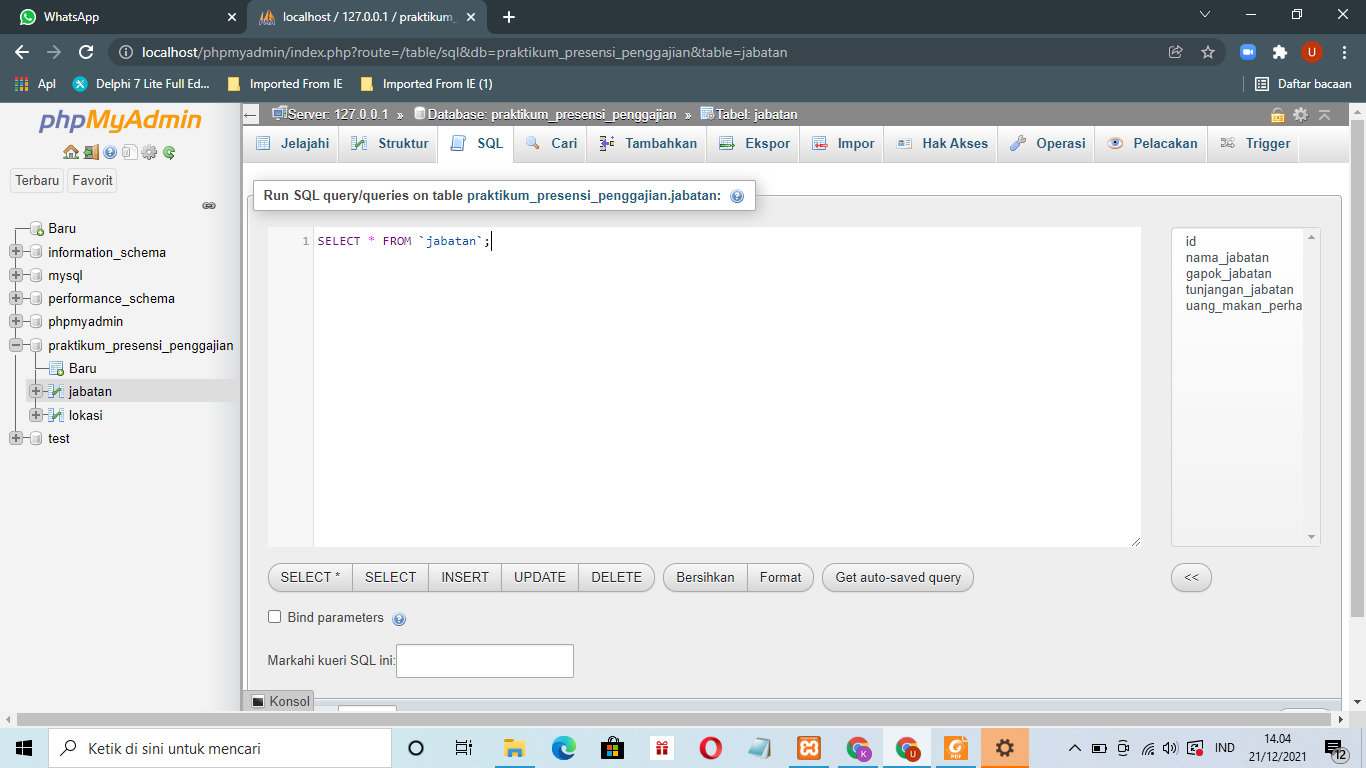 WhatsApp
localhost / 127.0.0.1 / praktikum_
localhost/phpmyadmin/index.php?route=/table/sql&db=praktikum_presensi_penggajian&table=jabatan
U
Apl
Delphi 7 Lite Full Ed...
Imported From IE
Imported From IE (1)
Daftar bacaan
phpMyAdmin
Terbaru
Favorit
Baru
information_schema
mysql
performance_schema
phpmyadmin
praktikum_presensi_penggajian
Baru
jabatan
lokasi
test
Server: 127.0.0.1 » Database: praktikum_presensi_penggajian » Tabel: jabatan
Jelajahi
Struktur
SQL
Cari
Tambahkan
Ekspor
Impor
Hak Akses
Operasi
Pelacakan
Trigger
Run SQL query/queries on table praktikum_presensi_penggajian.jabatan:
1 SELECT * FROM `jabatan`;
id
nama_jabatan
gapok_jabatan
tunjangan_jabatan
uang_makan_perha
SELECT *
SELECT
INSERT
UPDATE
DELETE
Bersihkan
Format
Get auto-saved query
<<
Bind parameters
Markahi kueri SQL ini:
Konsol
Ketik di sini untuk mencari
K
U
PDF
IND
14.04
21/12/2021
12